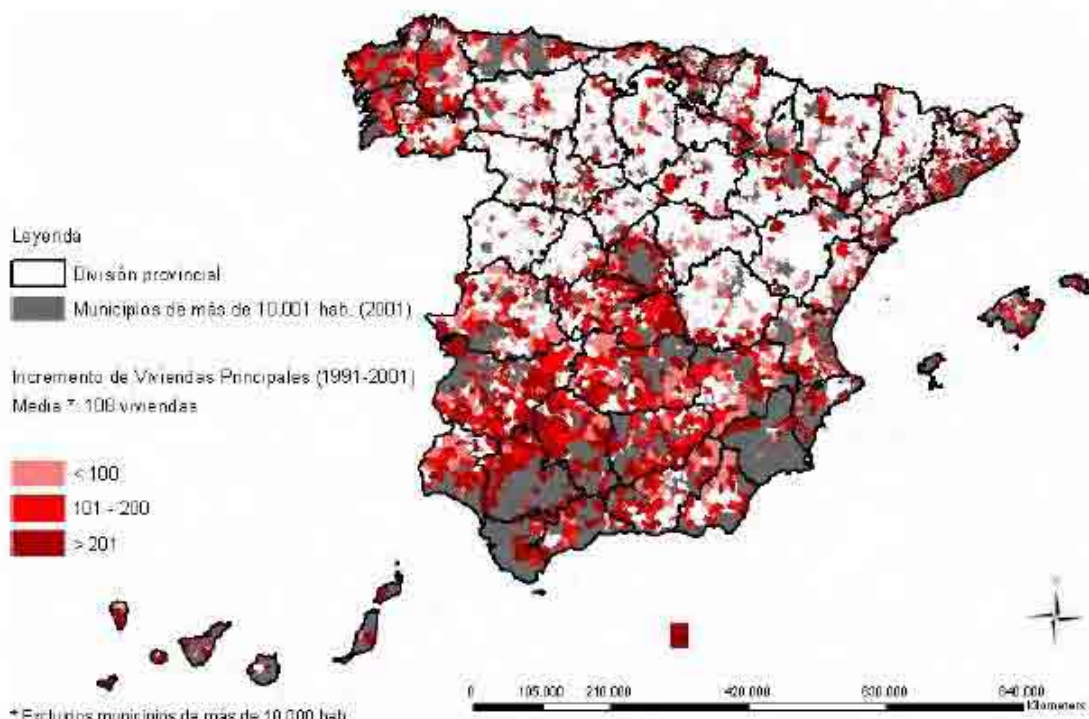 Leyenda
División provincial
Municipios de más de 10.001 hab. (2001)
Incremento de Viviendas Principales (1991-2001)
Media *: 108 viviendas
< 100
101 - 200
> 201
0 105.000 210.000 420.000 630.000 840.000
Kilometers
* Excluidos municipios de más de 10.000 hab.